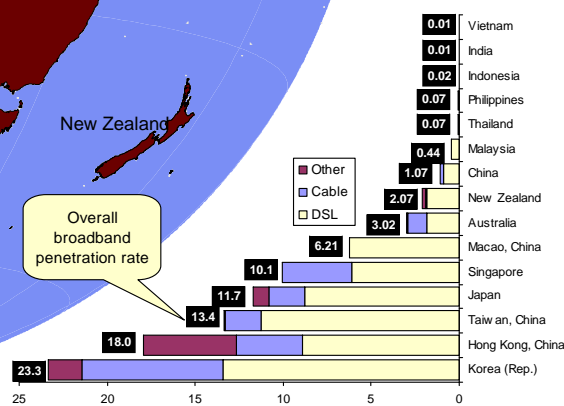 0.01 Vietnam
0.01 India
0.02 Indonesia
0.07 Philippines
New Zealand
0.07 Thailand
0.44 Malaysia
Other
Cable
DSL
1.07 China
2.07 New Zealand
3.02 Australia
Overall
broadband
penetration rate
6.21 Macao, China
10.1 Singapore
11.7 Japan
13.4 Taiwan, China
18.0 Hong Kong, China
23.3 Korea (Rep.)
25 20 15 10 5 0